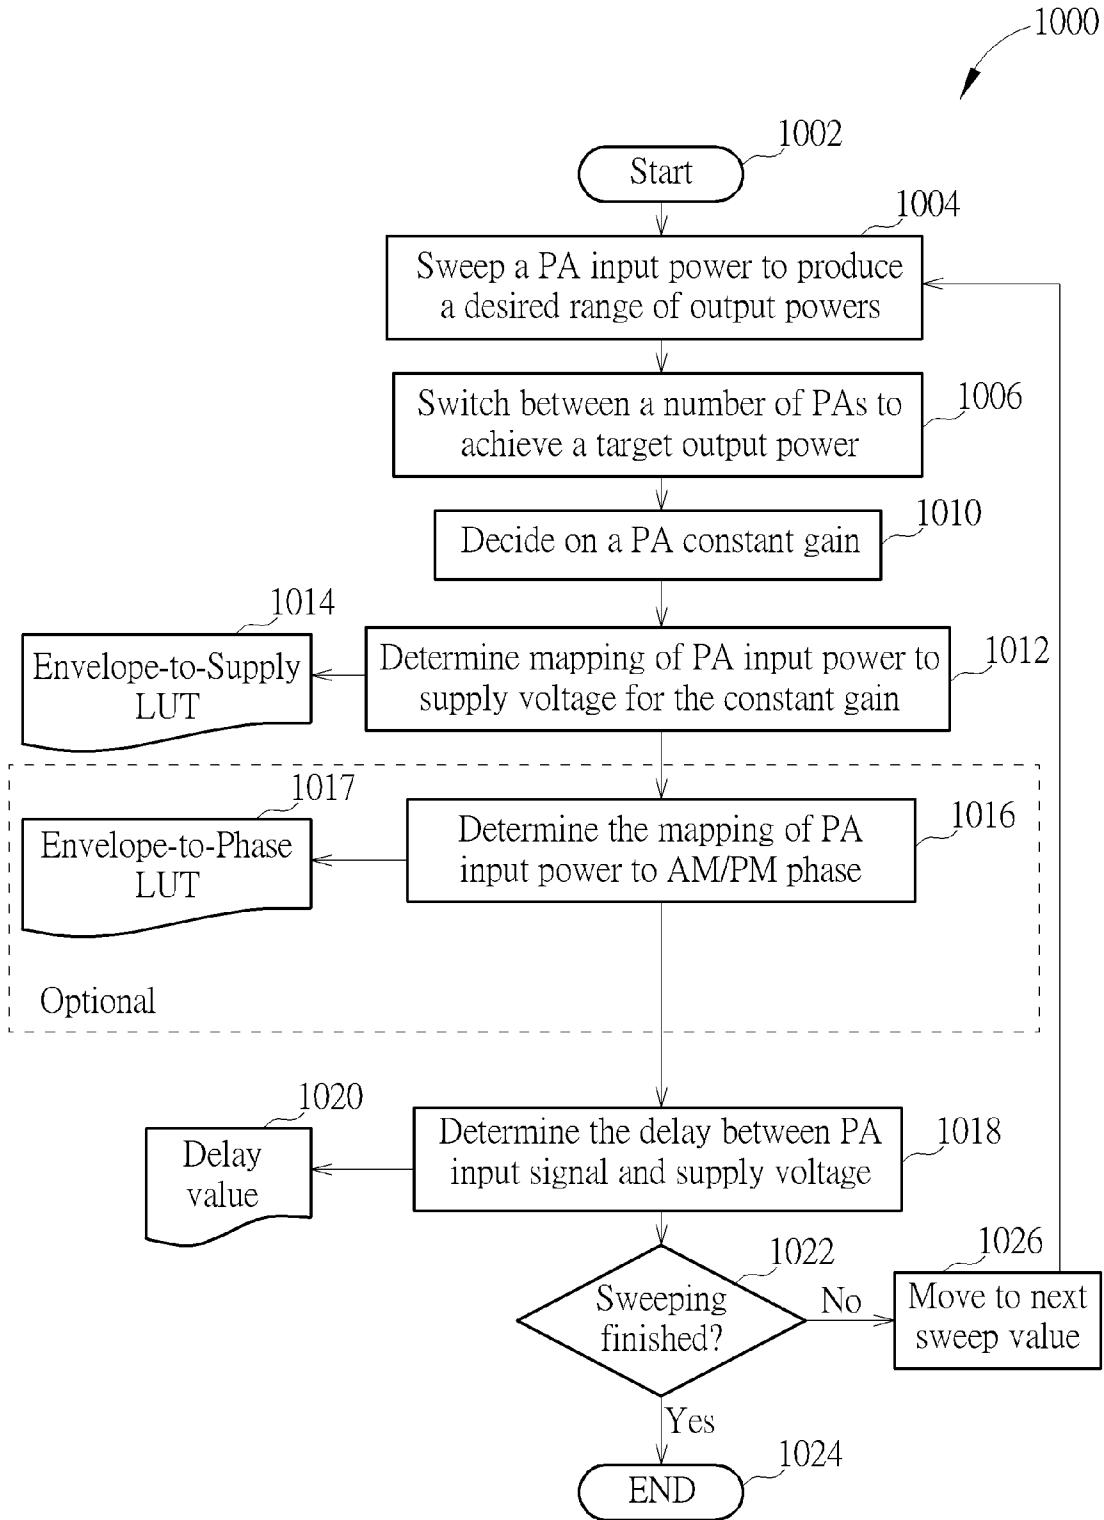 1000
1002
Start
1004
Sweep a PA input power to produce
a desired range of output powers
1006
Switch between a number of PAs to
achieve a target output power
1010
Decide on a PA constant gain
1014
Envelope-to-Supply
LUT
1012
Determine mapping of PA input power to
supply voltage for the constant gain
1017
Envelope-to-Phase
LUT
1016
Determine the mapping of PA
input power to AM/PM phase
Optional
1020
Delay
value
1018
Determine the delay between PA
input signal and supply voltage
1022
Sweeping
finished?
No
1026
Move to next
sweep value
Yes
1024
END